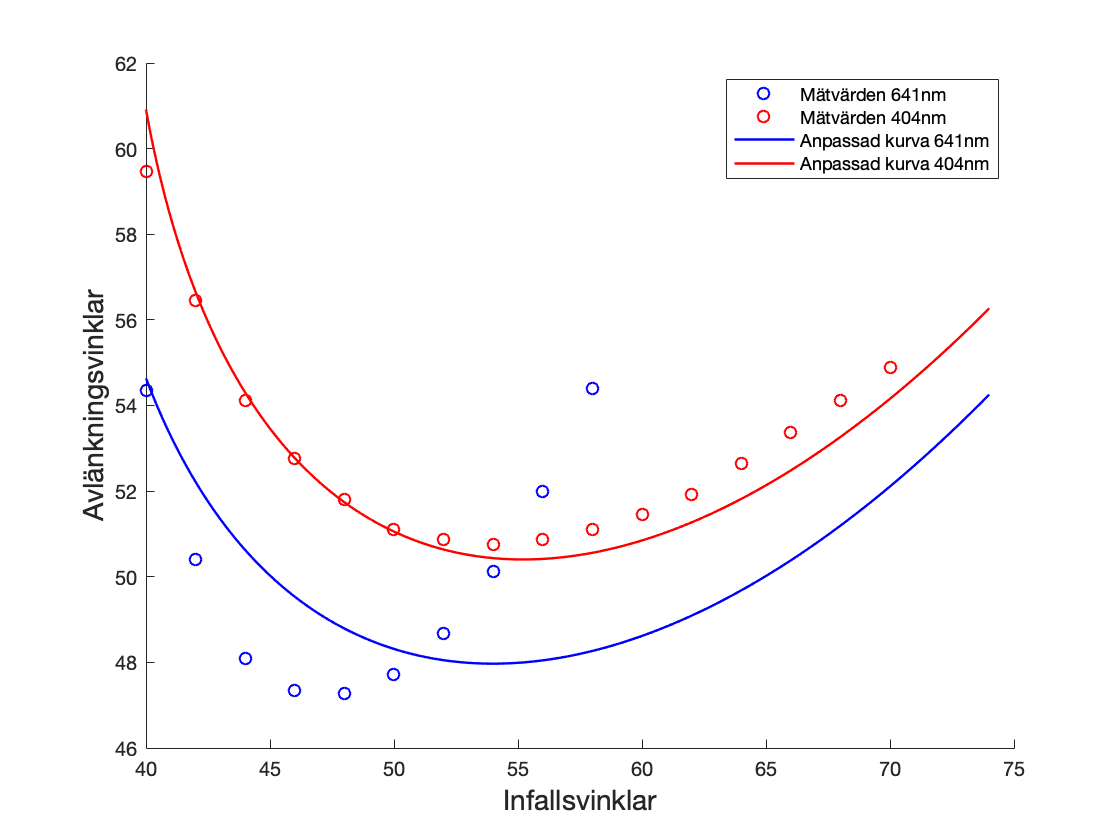 62
60
58
56
54
52
50
48
46
40
45
50
55
60
65
70
75
Avlänkningsvinklar
Infallsvinklar
Mätvärden 641nm
Mätvärden 404nm
Anpassad kurva 641nm
Anpassad kurva 404nm